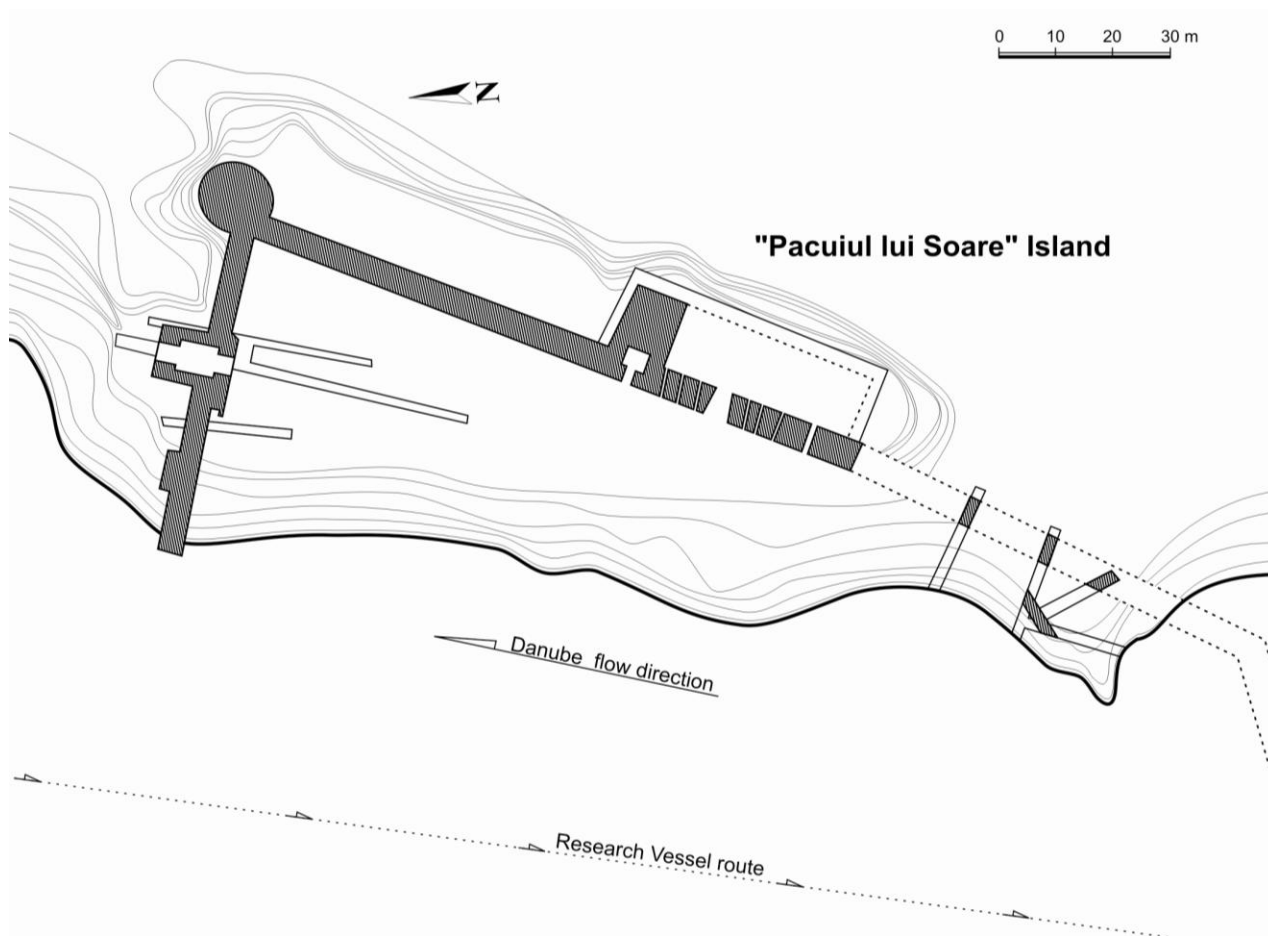 0 10 20 30 m
N
"Pacuiul lui Soare" Island
Danube flow direction
Research Vessel route